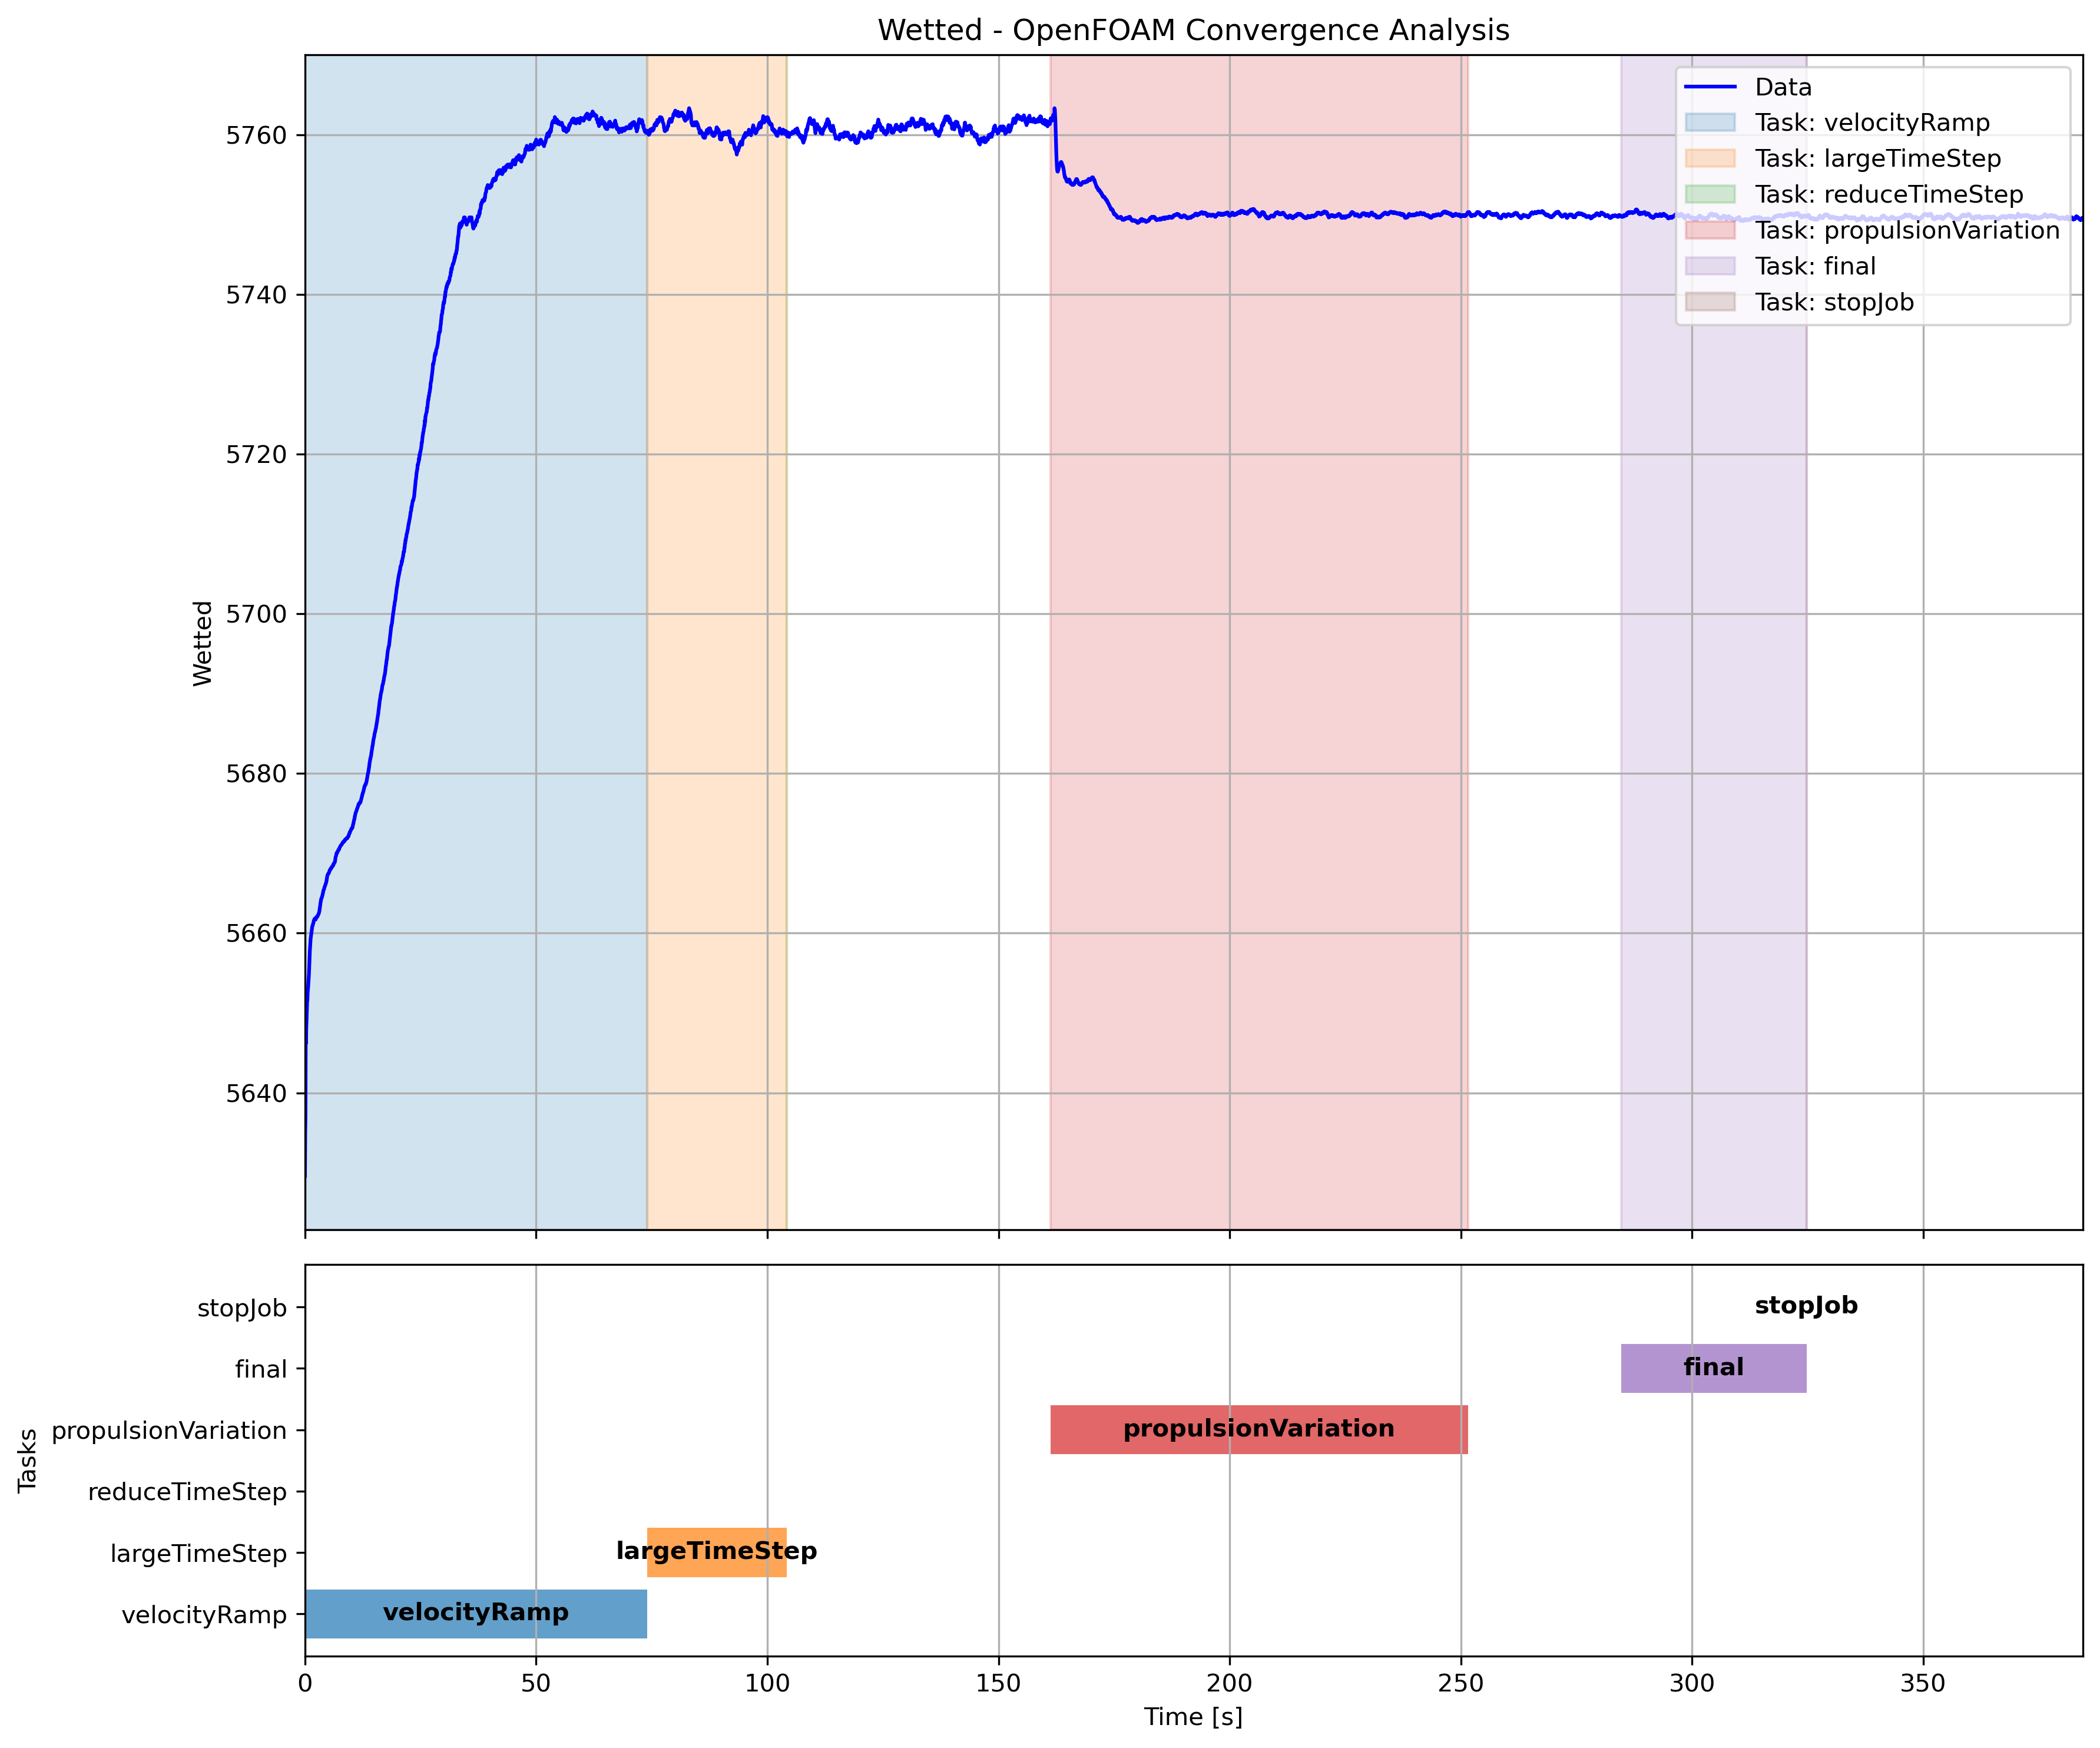 Wetted - OpenFOAM Convergence Analysis
Data
Task: velocityRamp
Task: largeTimeStep
Task: reduceTimeStep
Task: propulsionVariation
Task: final
Task: stopJob
Wetted
5760
5740
5720
5700
5680
5660
5640
Tasks
stopJob
stopJob
final
final
propulsionVariation
propulsionVariation
reduceTimeStep
largeTimeStep
largeTimeStep
velocityRamp
velocityRamp
0 50 100 150 200 250 300 350
Time [s]